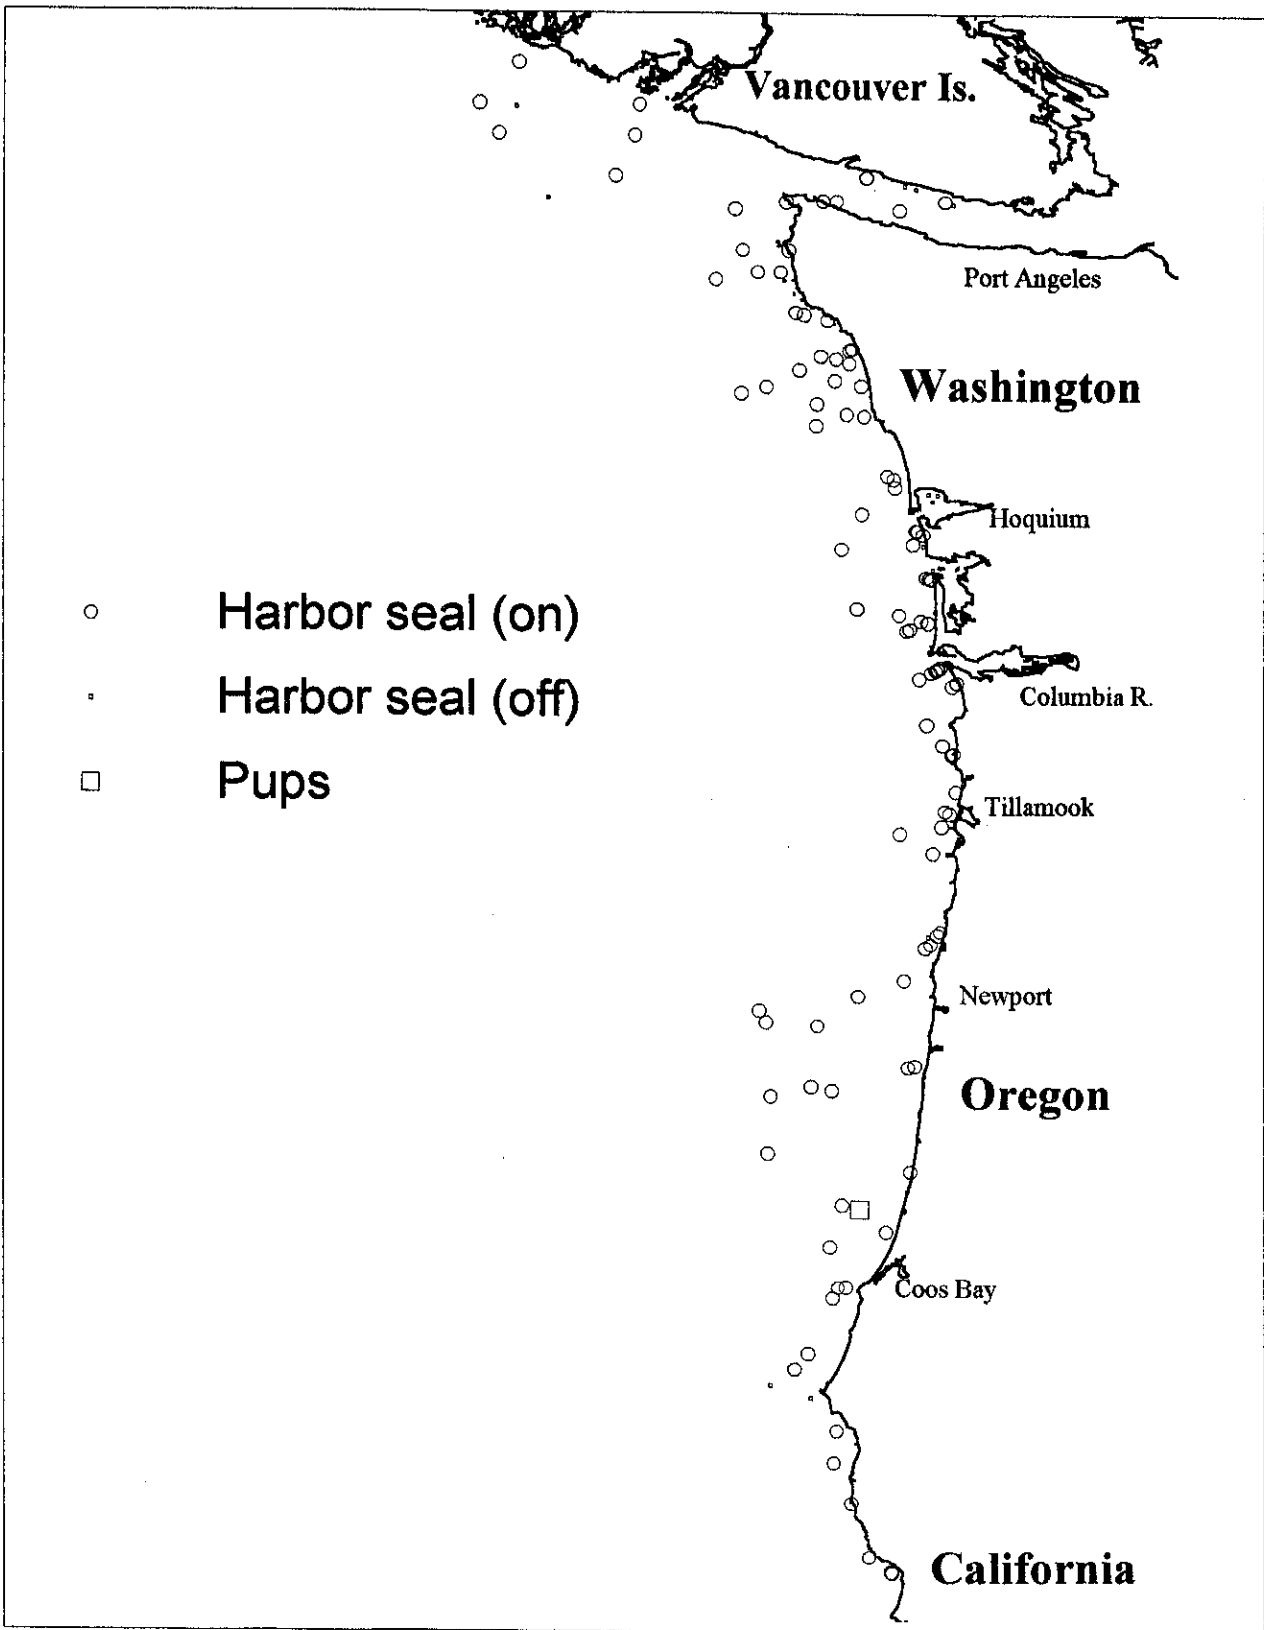 Vancouver Is.
Port Angeles
Washington
Hoquium
Harbor seal (on)
Harbor seal (off)
Pups
Columbia R.
Tillamook
Newport
Oregon
Coos Bay
California